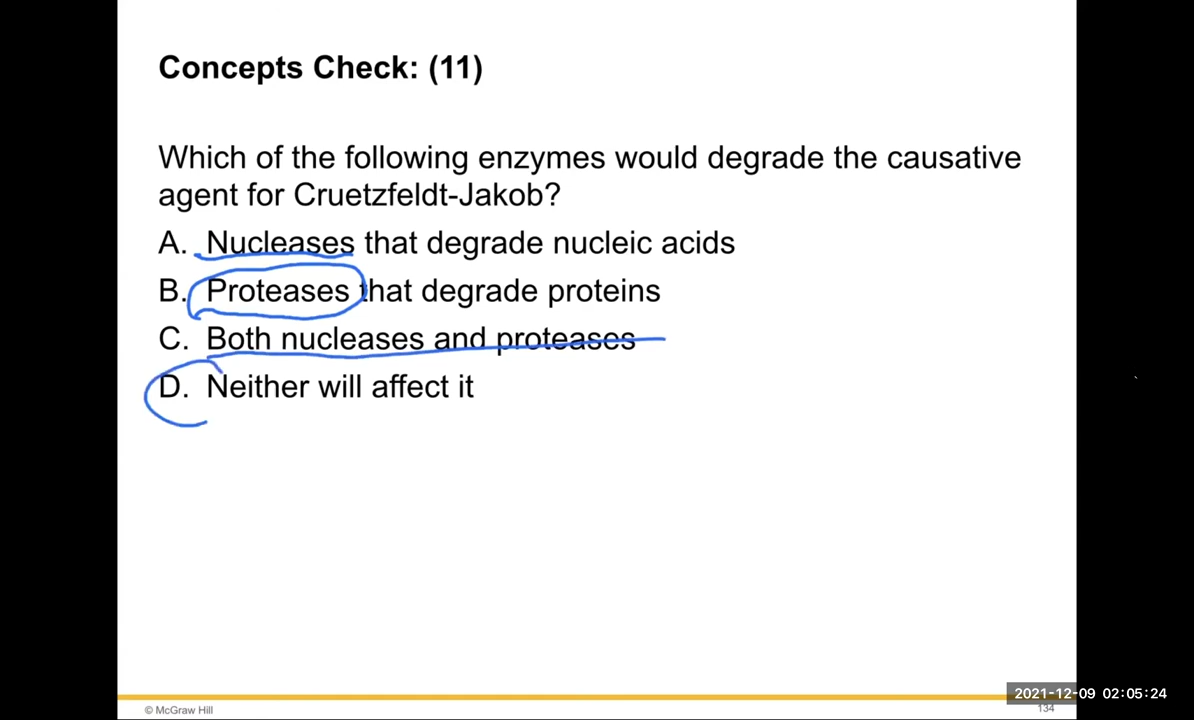 Concepts Check: (11)
Which of the following enzymes would degrade the causative
agent for Cruetzfeldt-Jakob?
A. Nucleases that degrade nucleic acids
B. Proteases that degrade proteins
C. Both nucleases and proteases
D. Neither will affect it
2021-12-09 02:05:24
© McGraw Hill
134